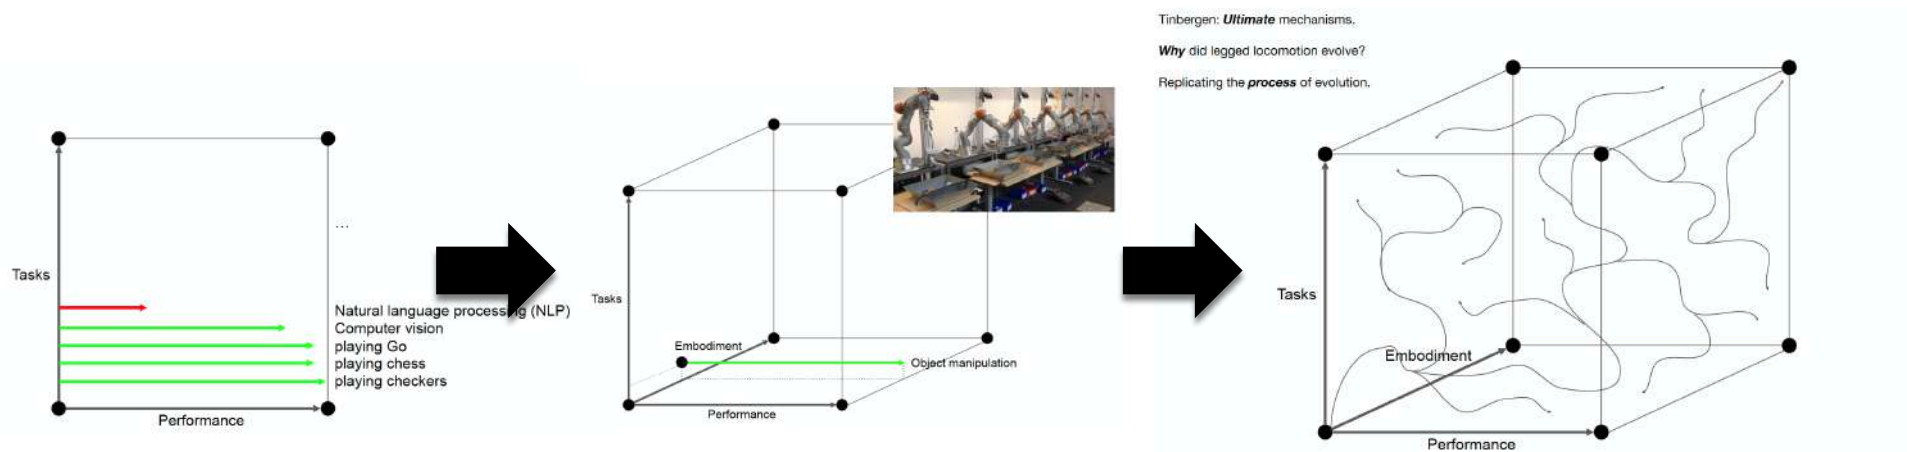 Tasks
...
Natural language processing (NLP)
Computer vision
playing Go
playing chess
playing checkers
Performance
Tasks
Embodiment
Object manipulation
Performance
Tinbergen: Ultimate mechanisms.
Why did legged locomotion evolve?
Replicating the process of evolution.
Tasks
Embodiment
Performance